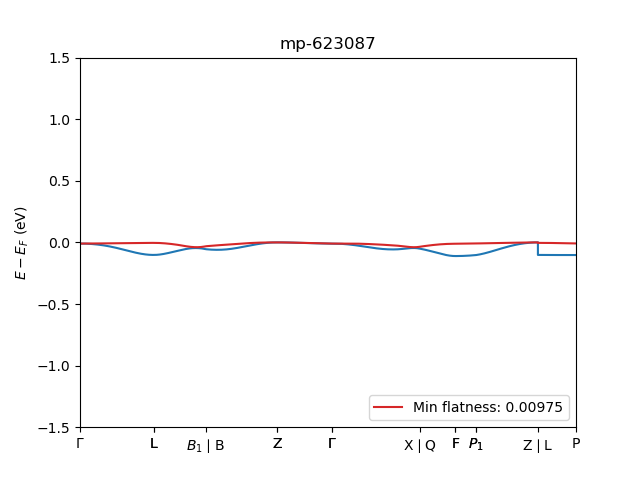 mp-623087
1.5
1.0
0.5
0.0
−0.5
−1.0
−1.5
E − E_F (eV)
Min flatness: 0.00975
Γ L B₁ | B Z Γ X | Q F P₁ Z | L P